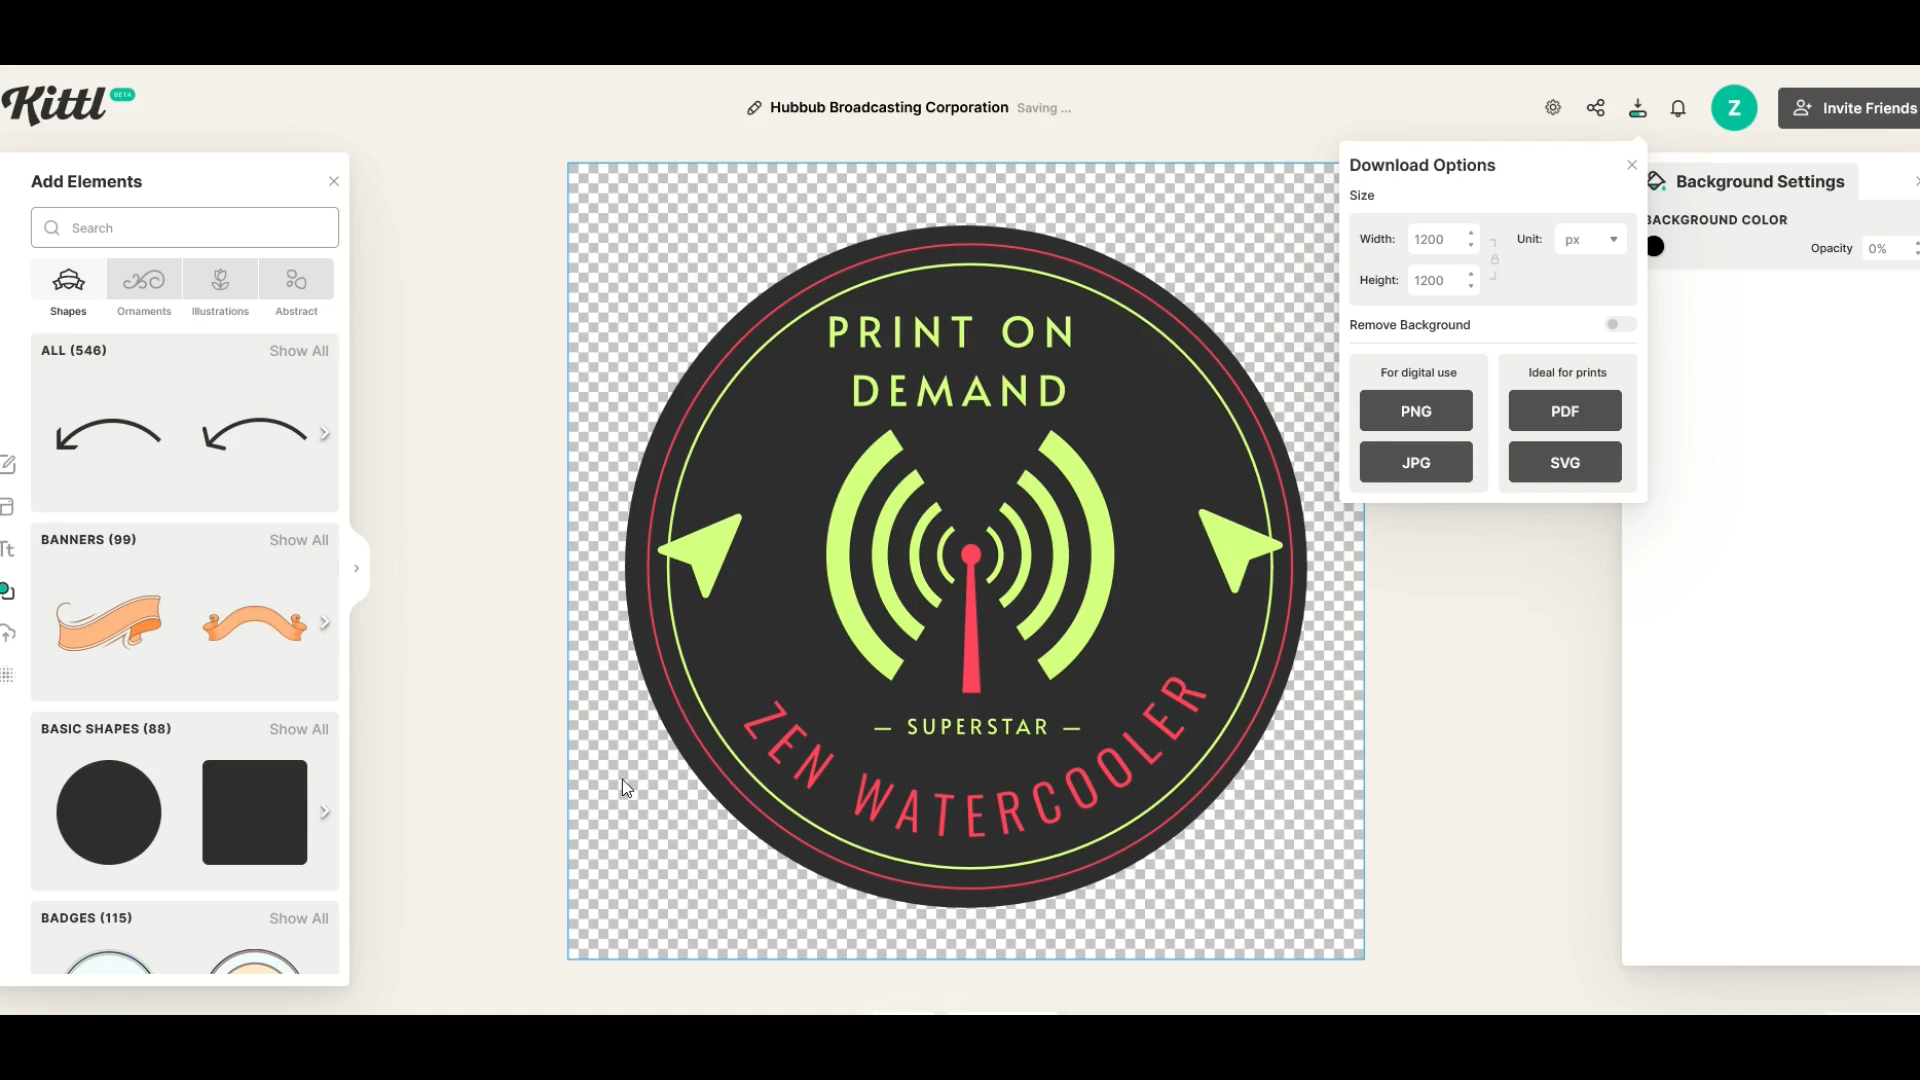 Kittl BETA
Hubbub Broadcasting Corporation Saving ...
Z
Invite Friends
Add Elements
Search
Shapes
Ornaments
Illustrations
Abstract
ALL (546)
Show All
BANNERS (99)
Show All
BASIC SHAPES (88)
Show All
BADGES (115)
Show All
Tt
PRINT ON
DEMAND
— SUPERSTAR —
ZEN WATERCOOLER
Download Options
Size
Width: 1200
Unit: px
Height: 1200
Remove Background
For digital use
PNG
JPG
Ideal for prints
PDF
SVG
Background Settings
BACKGROUND COLOR
Opacity 0%